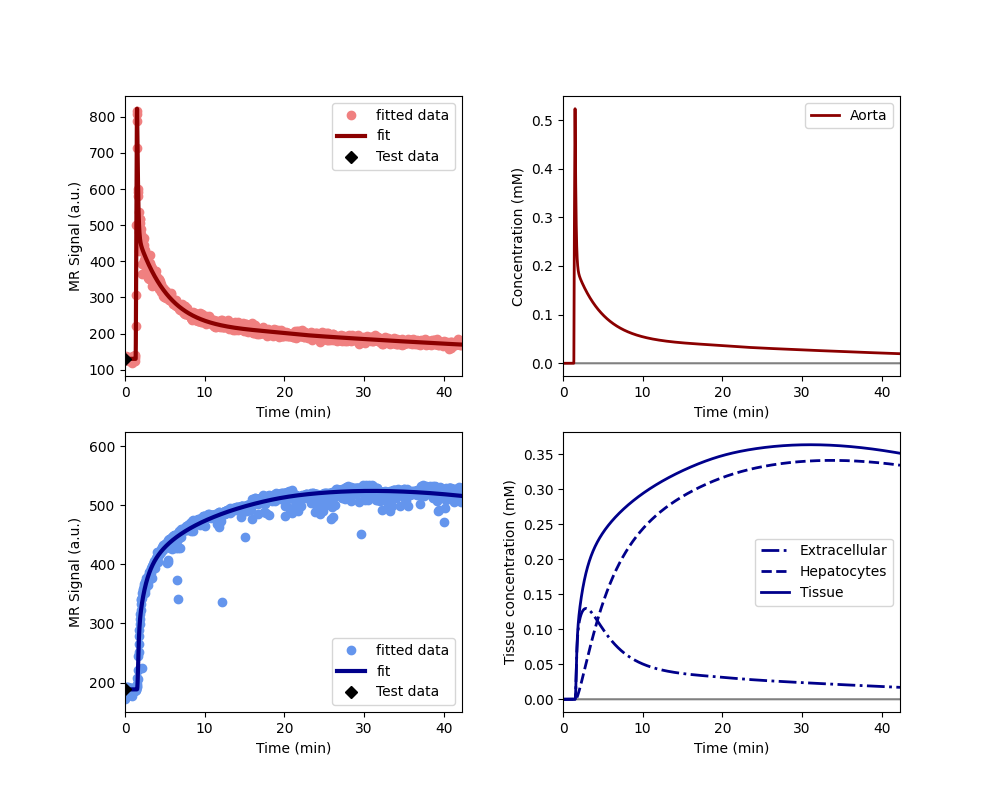 MR Signal (a.u.)
800
700
600
500
400
300
200
100
0 10 20 30 40
Time (min)
fitted data
fit
Test data
Concentration (mM)
0.5
0.4
0.3
0.2
0.1
0.0
0 10 20 30 40
Time (min)
Aorta
MR Signal (a.u.)
600
500
400
300
200
0 10 20 30 40
Time (min)
fitted data
fit
Test data
Tissue concentration (mM)
0.35
0.30
0.25
0.20
0.15
0.10
0.05
0.00
0 10 20 30 40
Time (min)
Extracellular
Hepatocytes
Tissue